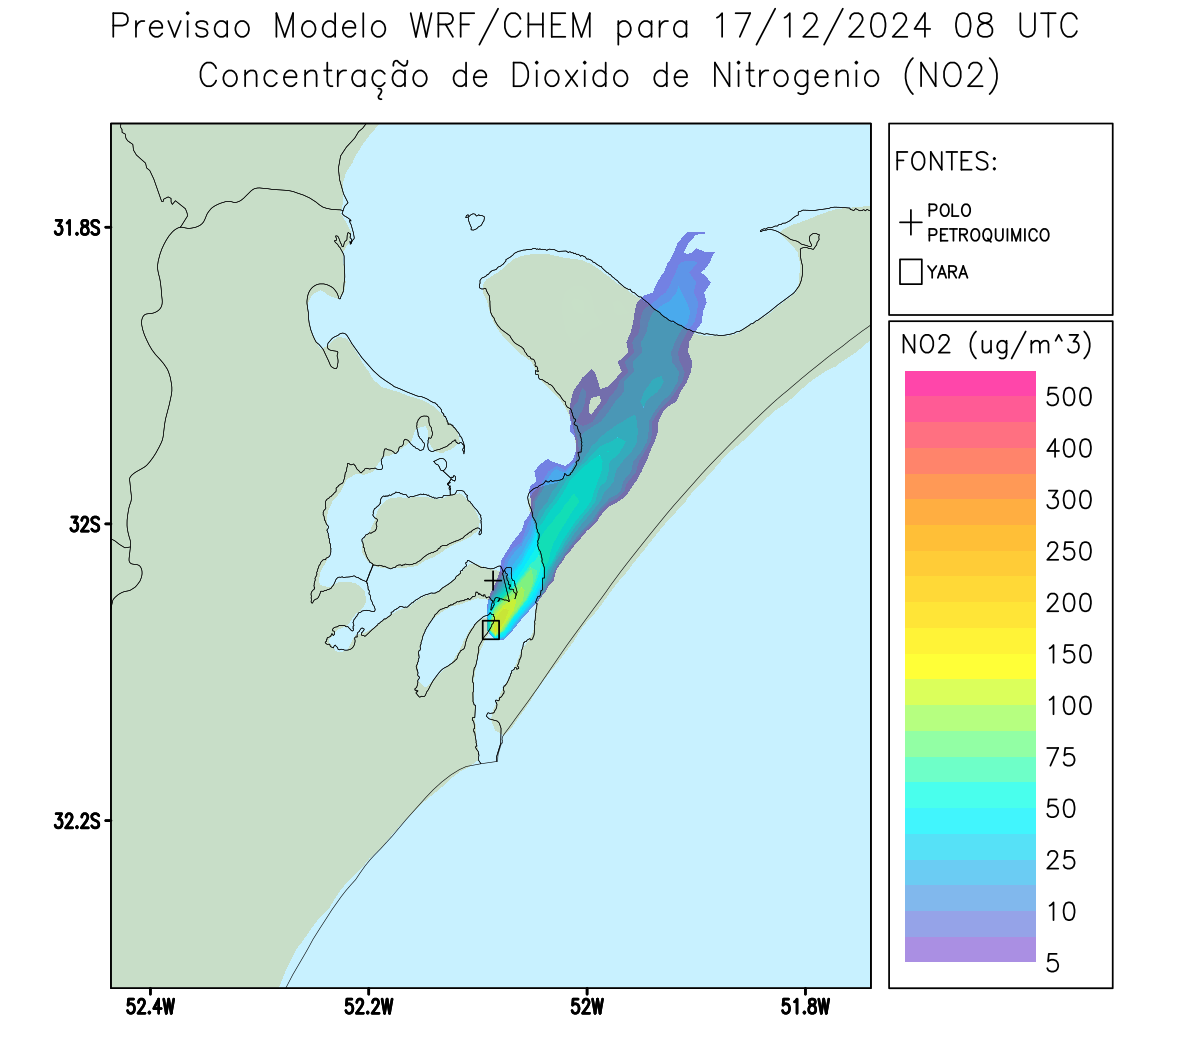 Previsao Modelo WRF/CHEM para 17/12/2024 08 UTC
Concentração de Dioxido de Nitrogenio (NO2)
FONTES:
POLO
PETROQUIMICO
YARA
NO2 (ug/m^3)
500
400
300
250
200
150
100
75
50
25
10
5
31.8S
32S
32.2S
52.4W
52.2W
52W
51.8W